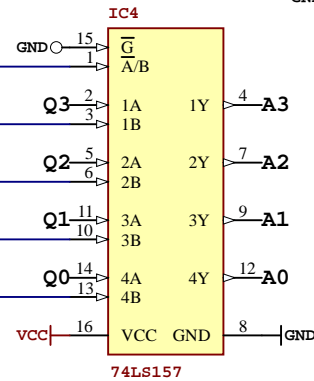 GND
IC4
GND 15 G
1 A/B
Q3 2 1A 1Y 4 A3
3 1B
Q2 5 2A 2Y 7 A2
6 2B
Q1 11 3A 3Y 9 A1
10 3B
Q0 14 4A 4Y 12 A0
13 4B
VCC 16 VCC GND 8 GND
74LS157